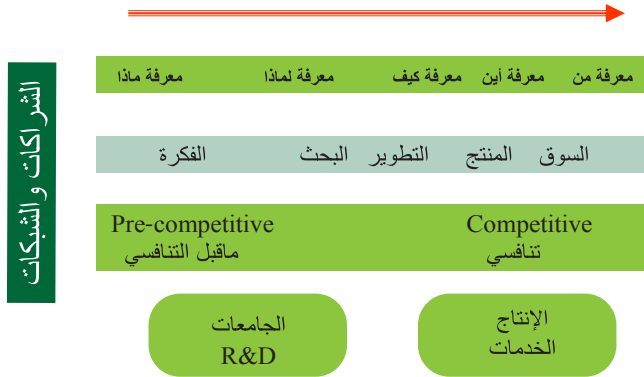 الشراكات والشبكات
معرفة ماذا معرفة لماذا معرفة كيف معرفة أين معرفة من
الفكرة البحث التطوير المنتج السوق
Pre-competitive Competitive
ماقبل التنافسي تنافسي
الجامعات
R&D
الإنتاج
الخدمات